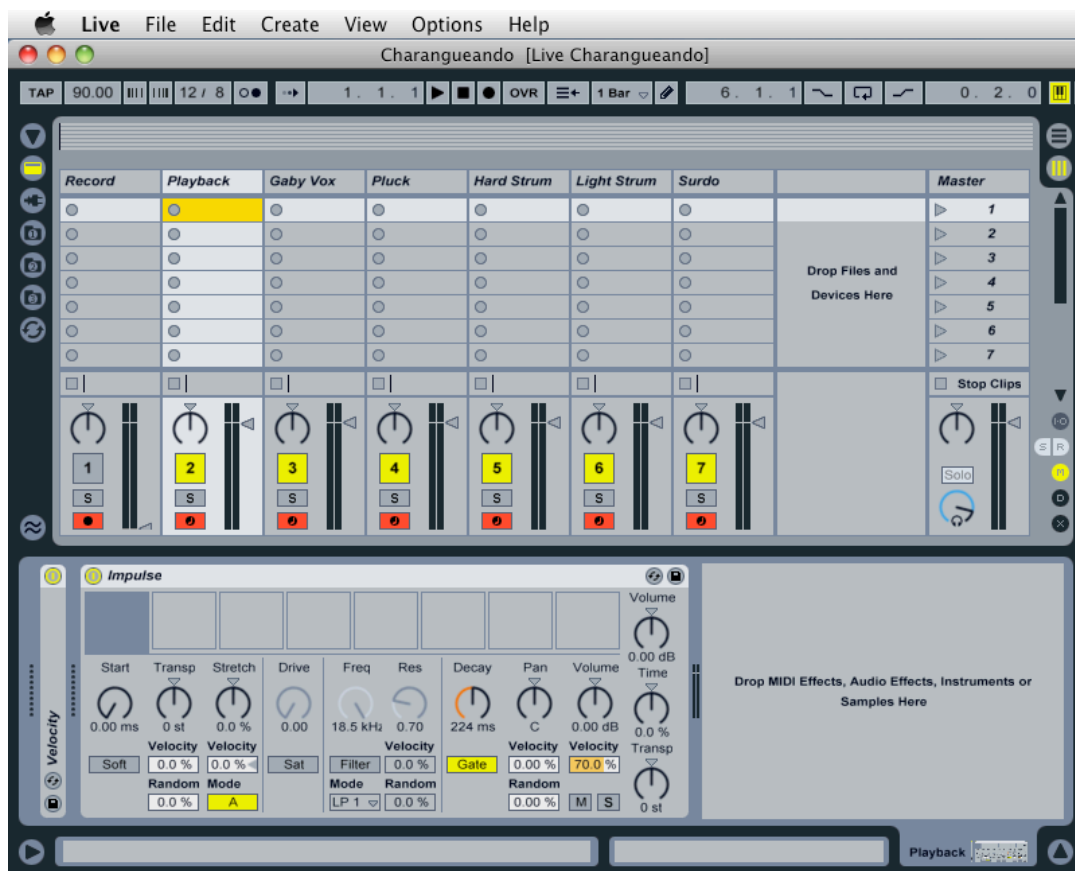 Live File Edit Create View Options Help
Charangueando [Live Charangueando]
TAP 90.00 12 / 8 1. 1. 1 OVR 1 Bar 6. 1. 1 0. 2. 0
Record Playback Gaby Vox Pluck Hard Strum Light Strum Surdo Master
1
2
3
Drop Files and
4
Devices Here
5
6
7
Stop Clips
1 2 3 4 5 6 7 Solo
S S S S S S S
I·O
S R
M
D
X
Impulse
Volume
0.00 dB
Start Transp Stretch Drive Freq Res Decay Pan Volume Time
0.00 ms 0 st 0.0 % 0.00 18.5 kHz 0.70 224 ms C 0.00 dB 0.0 %
Velocity Velocity Velocity Velocity Velocity Transp
Soft 0.0 % 0.0 % Sat Filter 0.0 % Gate 0.00 % 70.0 %
Random Mode Mode Random Random
0.0 % A LP 1 0.0 % 0.00 % M S 0 st
Velocity
Drop MIDI Effects, Audio Effects, Instruments or
Samples Here
Playback